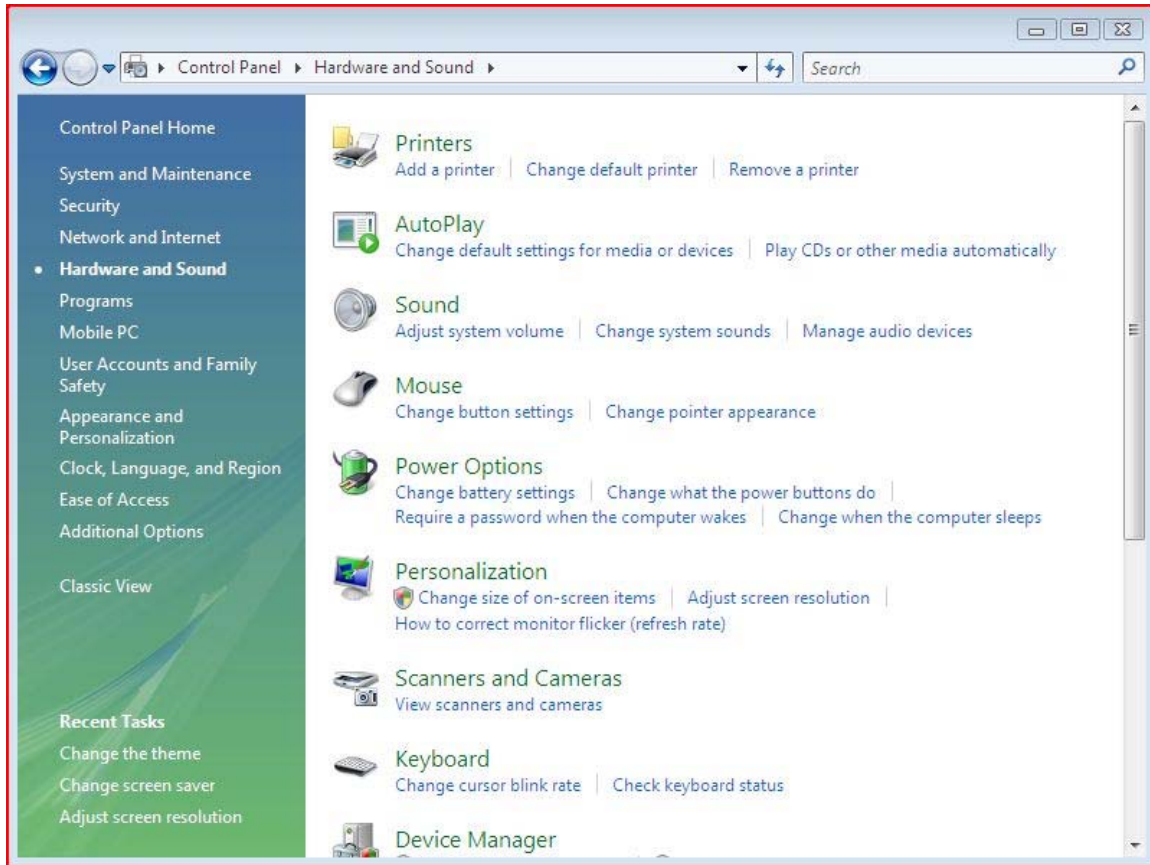 Control Panel Hardware and Sound
Search
Control Panel Home
System and Maintenance
Security
Network and Internet
Hardware and Sound
Programs
Mobile PC
User Accounts and Family
Safety
Appearance and
Personalization
Clock, Language, and Region
Ease of Access
Additional Options
Classic View
Recent Tasks
Change the theme
Change screen saver
Adjust screen resolution
Printers
Add a printer Change default printer Remove a printer
AutoPlay
Change default settings for media or devices Play CDs or other media automatically
Sound
Adjust system volume Change system sounds Manage audio devices
Mouse
Change button settings Change pointer appearance
Power Options
Change battery settings Change what the power buttons do
Require a password when the computer wakes Change when the computer sleeps
Personalization
Change size of on-screen items Adjust screen resolution
How to correct monitor flicker (refresh rate)
Scanners and Cameras
View scanners and cameras
Keyboard
Change cursor blink rate Check keyboard status
Device Manager